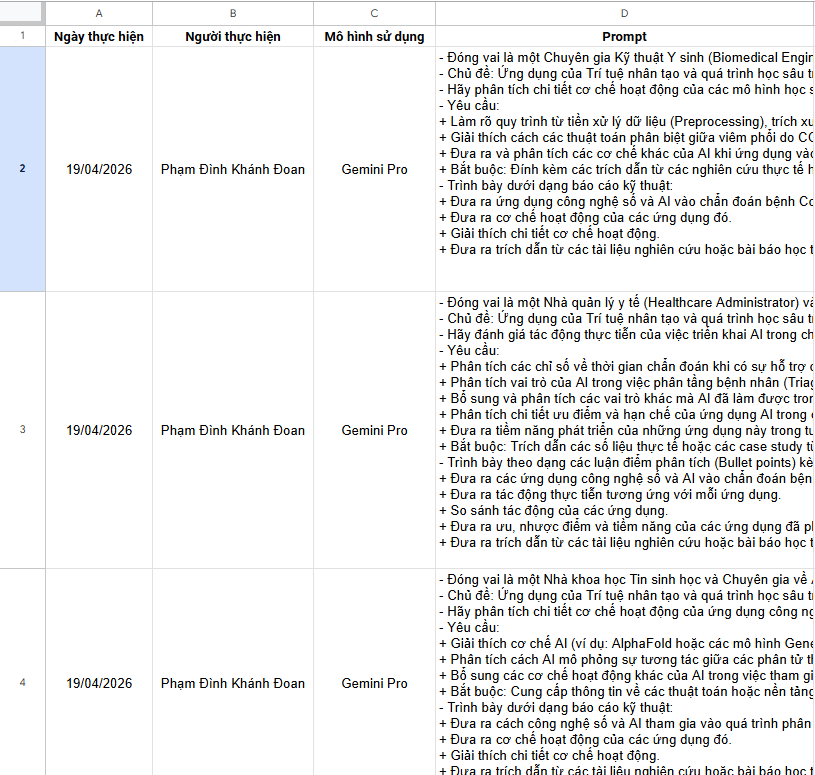 A B C D
1 Ngày thực hiện Người thực hiện Mô hình sử dụng Prompt
- Đóng vai là một Chuyên gia Kỹ thuật Y sinh (Biomedical
- Chủ đề: Ứng dụng của Trí tuệ nhân tạo và quá trình học sâu
- Hãy phân tích chi tiết cơ chế hoạt động của các mô hình học
- Yêu cầu:
+ Làm rõ quy trình từ tiền xử lý dữ liệu (Preprocessing), trích
+ Giải thích cách các thuật toán phân biệt giữa viêm phổi do
+ Đưa ra và phân tích các cơ chế khác của AI khi ứng dụng
2 19/04/2026 Phạm Đình Khánh Đoan Gemini Pro + Bắt buộc: Đính kèm các trích dẫn từ các nghiên cứu thực tế
- Trình bày dưới dạng báo cáo kỹ thuật:
+ Đưa ra ứng dụng công nghệ số và AI vào chẩn đoán bệnh
+ Đưa ra cơ chế hoạt động của các ứng dụng đó.
+ Giải thích chi tiết cơ chế hoạt động.
+ Đưa ra trích dẫn từ các tài liệu nghiên cứu hoặc bài báo học
- Đóng vai là một Nhà quản lý y tế (Healthcare Administrator)
- Chủ đề: Ứng dụng của Trí tuệ nhân tạo và quá trình học sâu
- Hãy đánh giá tác động thực tiễn của việc triển khai AI trong
- Yêu cầu:
+ Phân tích các chỉ số về thời gian chẩn đoán khi có sự hỗ trợ
+ Phân tích vai trò của AI trong việc phân tầng bệnh nhân
+ Bổ sung và phân tích các vai trò khác mà AI đã làm được
+ Phân tích chi tiết ưu điểm và hạn chế của ứng dụng AI trong
3 19/04/2026 Phạm Đình Khánh Đoan Gemini Pro + Đưa ra tiềm năng phát triển của những ứng dụng này trong
+ Bắt buộc: Trích dẫn các số liệu thực tế hoặc các case study
- Trình bày theo dạng các luận điểm phân tích (Bullet points)
+ Đưa ra các ứng dụng công nghệ số và AI vào chẩn đoán
+ Đưa ra tác động thực tiễn tương ứng với mỗi ứng dụng.
+ So sánh tác động của các ứng dụng.
+ Đưa ra ưu, nhược điểm và tiềm năng của các ứng dụng đã
+ Đưa ra trích dẫn từ các tài liệu nghiên cứu hoặc bài báo học
- Đóng vai là một Nhà khoa học Tin sinh học và Chuyên gia về
- Chủ đề: Ứng dụng của Trí tuệ nhân tạo và quá trình học sâu
- Hãy phân tích chi tiết cơ chế hoạt động của ứng dụng công
- Yêu cầu:
+ Giải thích cơ chế AI (ví dụ: AlphaFold hoặc các mô hình
+ Phân tích cách AI mô phỏng sự tương tác giữa các phân tử
+ Bổ sung các cơ chế hoạt động khác của AI trong việc tham
4 19/04/2026 Phạm Đình Khánh Đoan Gemini Pro + Bắt buộc: Cung cấp thông tin về các thuật toán hoặc nền
- Trình bày dưới dạng báo cáo kỹ thuật:
+ Đưa ra cách công nghệ số và AI tham gia vào quá trình phân
+ Đưa ra cơ chế hoạt động của các ứng dụng đó.
+ Giải thích chi tiết cơ chế hoạt động.
+ Đưa ra trích dẫn từ các tài liệu nghiên cứu hoặc bài báo học